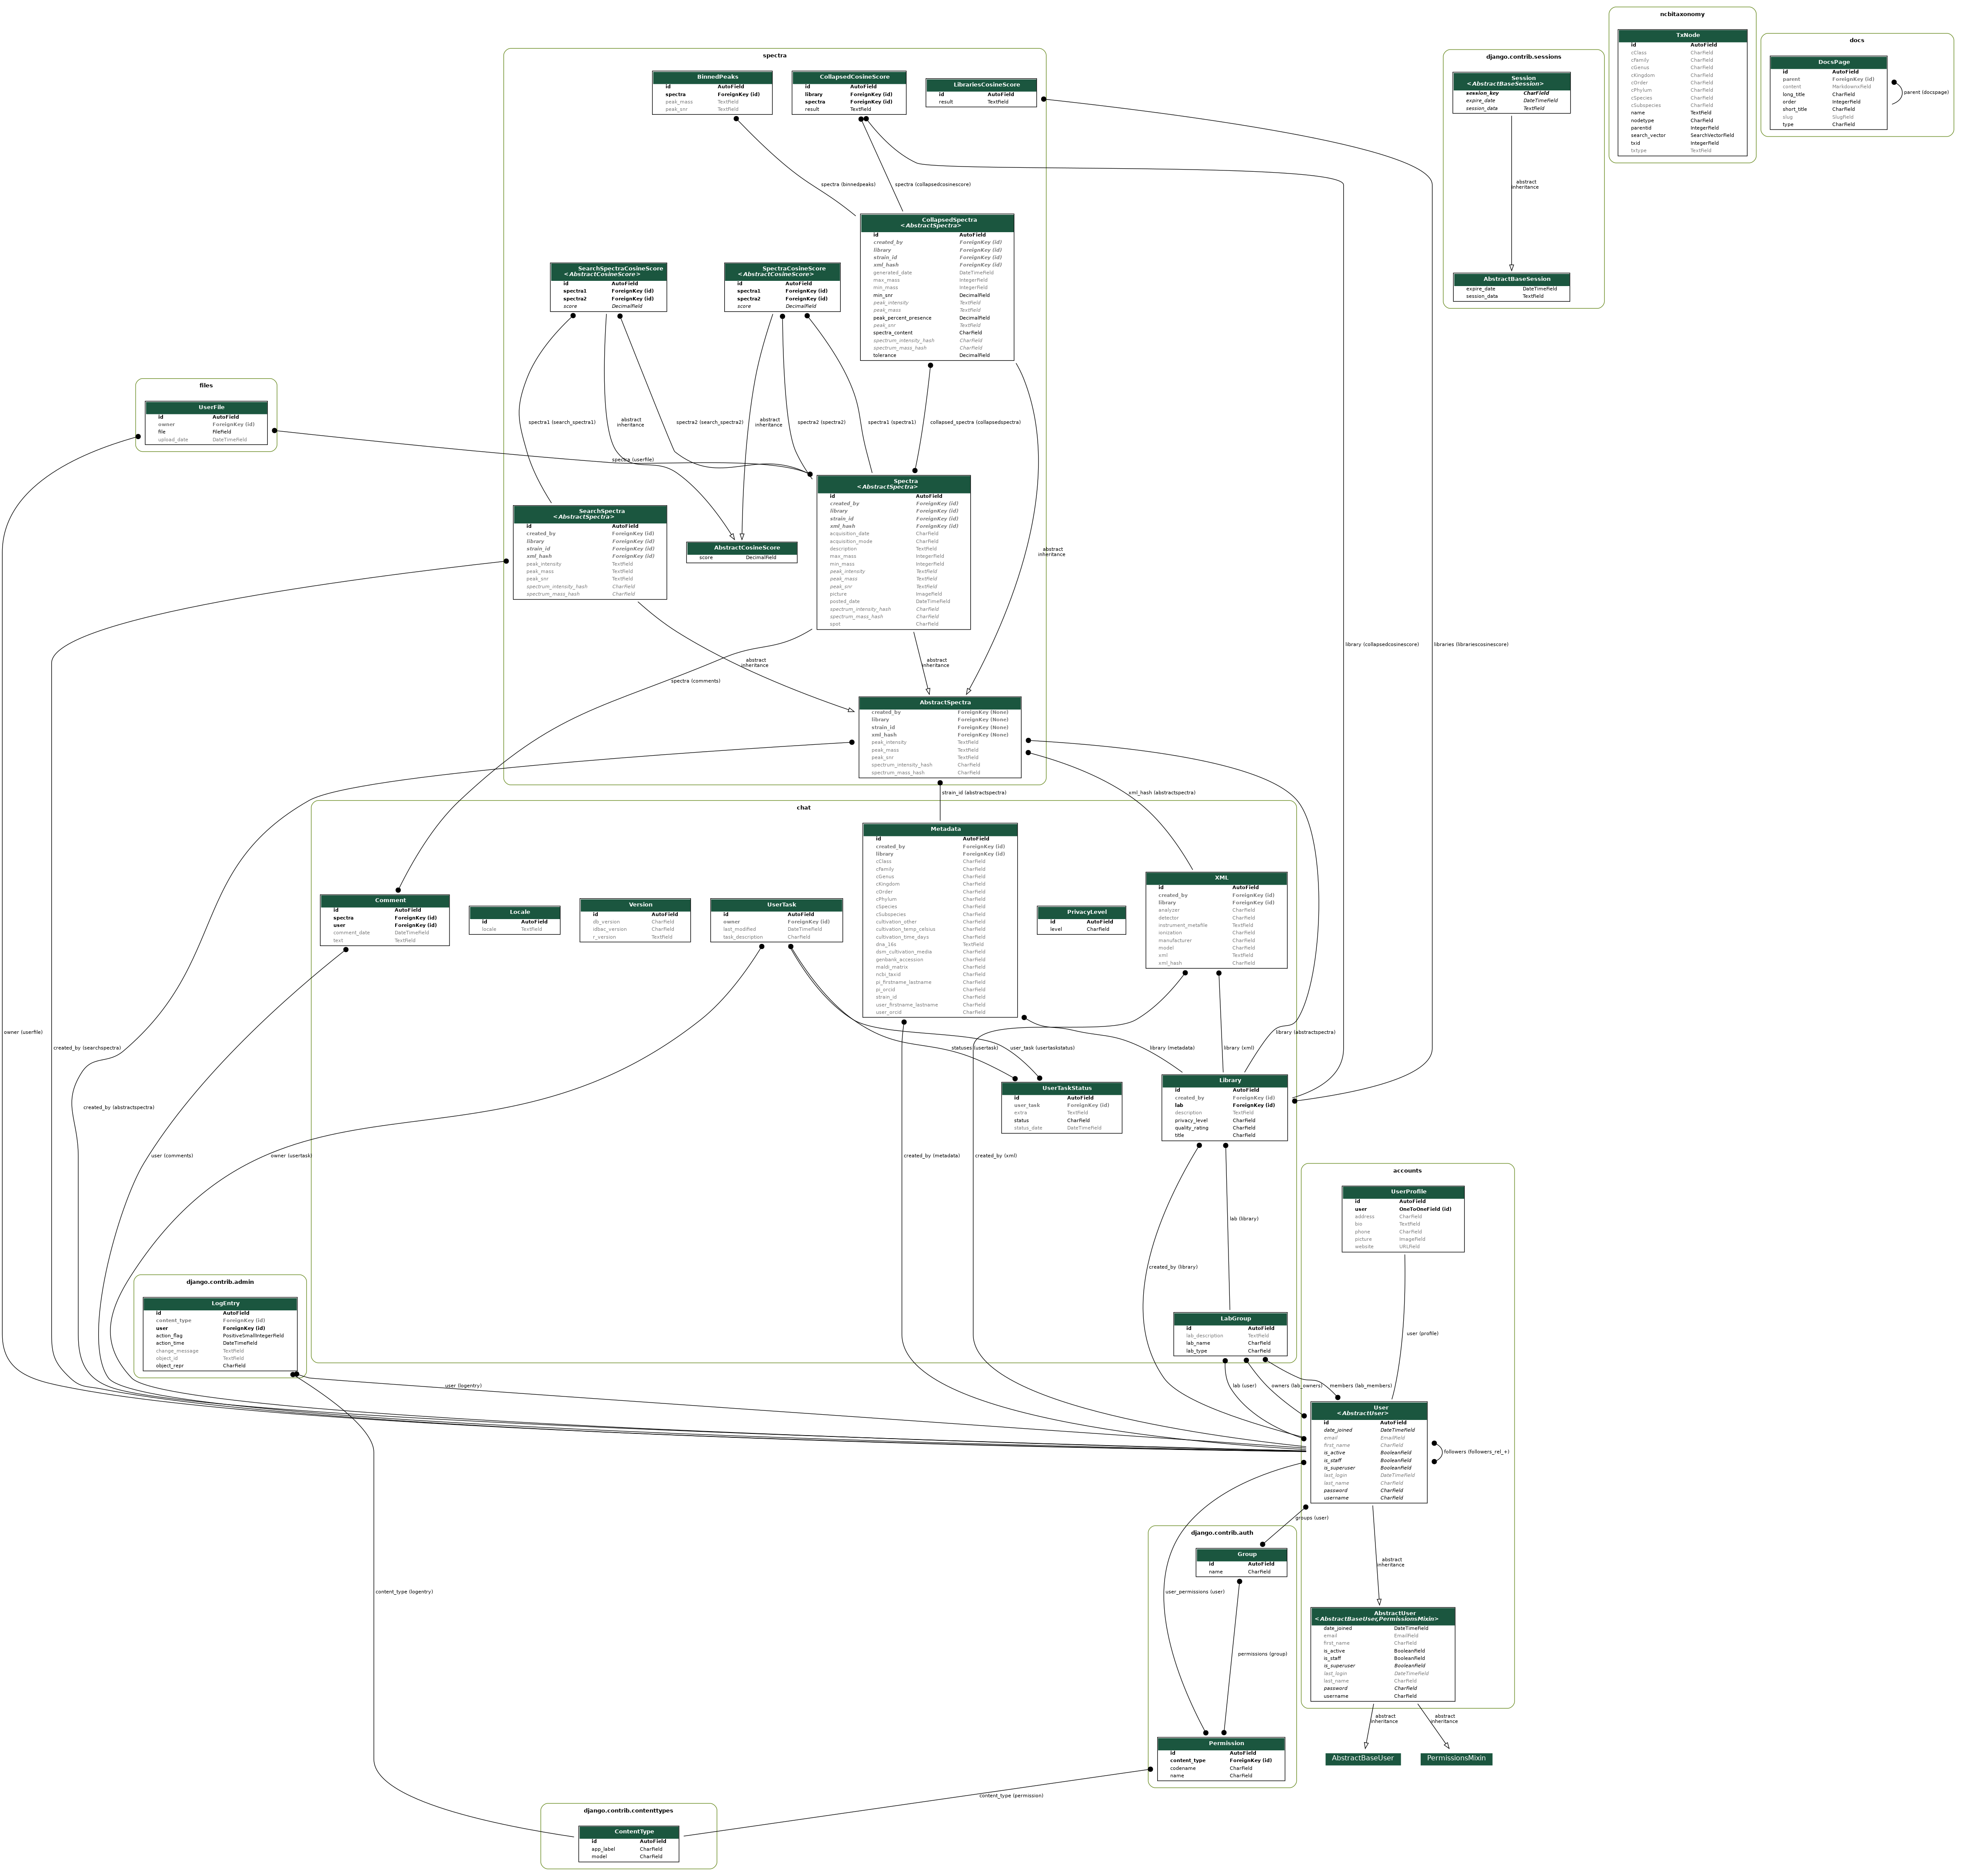 ncbitaxonomy
TxNode
id AutoField
cClass CharField
cFamily CharField
cGenus CharField
cKingdom CharField
cOrder CharField
cPhylum CharField
cSpecies CharField
cSubspecies CharField
name TextField
nodetype CharField
parentid IntegerField
search_vector SearchVectorField
txid IntegerField
txtype TextField
docs
DocsPage
id AutoField
parent ForeignKey (id)
content MarkdownxField
long_title CharField
order IntegerField
short_title CharField
slug SlugField
type CharField
parent (docspage)
django.contrib.sessions
Session
<AbstractBaseSession>
session_key CharField
expire_date DateTimeField
session_data TextField
abstract
inheritance
AbstractBaseSession
expire_date DateTimeField
session_data TextField
spectra
BinnedPeaks
id AutoField
spectra ForeignKey (id)
peak_mass TextField
peak_snr TextField
CollapsedCosineScore
id AutoField
library ForeignKey (id)
spectra ForeignKey (id)
result TextField
LibrariesCosineScore
id AutoField
result TextField
spectra (binnedpeaks)
spectra (collapsedcosinescore)
CollapsedSpectra
<AbstractSpectra>
id AutoField
created_by ForeignKey (id)
library ForeignKey (id)
strain_id ForeignKey (id)
xml_hash ForeignKey (id)
generated_date DateTimeField
max_mass IntegerField
min_mass IntegerField
min_snr DecimalField
peak_intensity TextField
peak_mass TextField
peak_percent_presence DecimalField
peak_snr TextField
spectra_content CharField
spectrum_intensity_hash CharField
spectrum_mass_hash CharField
tolerance DecimalField
SearchSpectraCosineScore
<AbstractCosineScore>
id AutoField
spectra1 ForeignKey (id)
spectra2 ForeignKey (id)
score DecimalField
SpectraCosineScore
<AbstractCosineScore>
id AutoField
spectra1 ForeignKey (id)
spectra2 ForeignKey (id)
score DecimalField
files
UserFile
id AutoField
owner ForeignKey (id)
file FileField
upload_date DateTimeField
spectra1 (search_spectra1)
abstract
inheritance
spectra2 (search_spectra2)
abstract
inheritance
spectra2 (spectra2)
spectra1 (spectra1)
collapsed_spectra (collapsedspectra)
spectra (userfile)
SearchSpectra
<AbstractSpectra>
id AutoField
created_by ForeignKey (id)
library ForeignKey (id)
strain_id ForeignKey (id)
xml_hash ForeignKey (id)
peak_intensity TextField
peak_mass TextField
peak_snr TextField
spectrum_intensity_hash CharField
spectrum_mass_hash CharField
AbstractCosineScore
score DecimalField
Spectra
<AbstractSpectra>
id AutoField
created_by ForeignKey (id)
library ForeignKey (id)
strain_id ForeignKey (id)
xml_hash ForeignKey (id)
acquisition_date CharField
acquisition_mode CharField
description TextField
max_mass IntegerField
min_mass IntegerField
peak_intensity TextField
peak_mass TextField
peak_snr TextField
picture ImageField
posted_date DateTimeField
spectrum_intensity_hash CharField
spectrum_mass_hash CharField
spot CharField
abstract
inheritance
library (collapsedcosinescore)
libraries (librariescosinescore)
abstract
inheritance
abstract
inheritance
spectra (comments)
AbstractSpectra
created_by ForeignKey (None)
library ForeignKey (None)
strain_id ForeignKey (None)
xml_hash ForeignKey (None)
peak_intensity TextField
peak_mass TextField
peak_snr TextField
spectrum_intensity_hash CharField
spectrum_mass_hash CharField
strain_id (abstractspectra)
xml_hash (abstractspectra)
chat
Metadata
id AutoField
created_by ForeignKey (id)
library ForeignKey (id)
cClass CharField
cFamily CharField
cGenus CharField
cKingdom CharField
cOrder CharField
cPhylum CharField
cSpecies CharField
cSubspecies CharField
cultivation_other CharField
cultivation_temp_celsius CharField
cultivation_time_days CharField
dna_16s TextField
dsm_cultivation_media CharField
genbank_accession CharField
maldi_matrix CharField
ncbi_taxid CharField
pi_firstname_lastname CharField
pi_orcid CharField
strain_id CharField
user_firstname_lastname CharField
user_orcid CharField
XML
id AutoField
created_by ForeignKey (id)
library ForeignKey (id)
analyzer CharField
detector CharField
instrument_metafile TextField
ionization CharField
manufacturer CharField
model CharField
xml TextField
xml_hash CharField
Comment
id AutoField
spectra ForeignKey (id)
user ForeignKey (id)
comment_date DateTimeField
text TextField
Locale
id AutoField
locale TextField
Version
id AutoField
db_version CharField
idbac_version CharField
r_version TextField
UserTask
id AutoField
owner ForeignKey (id)
last_modified DateTimeField
task_description CharField
PrivacyLevel
id AutoField
level CharField
owner (userfile)
created_by (searchspectra)
statuses (usertask)
user_task (usertaskstatus)
library (metadata)
library (xml)
library (abstractspectra)
UserTaskStatus
id AutoField
user_task ForeignKey (id)
extra TextField
status CharField
status_date DateTimeField
Library
id AutoField
created_by ForeignKey (id)
lab ForeignKey (id)
description TextField
privacy_level CharField
quality_rating CharField
title CharField
created_by (abstractspectra)
user (comments)
owner (usertask)
created_by (metadata)
created_by (xml)
accounts
UserProfile
id AutoField
user OneToOneField (id)
address CharField
bio TextField
phone CharField
picture ImageField
website URLField
lab (library)
created_by (library)
django.contrib.admin
LogEntry
id AutoField
content_type ForeignKey (id)
user ForeignKey (id)
action_flag PositiveSmallIntegerField
action_time DateTimeField
change_message TextField
object_id TextField
object_repr CharField
LabGroup
id AutoField
lab_description TextField
lab_name CharField
lab_type CharField
user (profile)
user (logentry)
lab (user)
owners (lab_owners)
members (lab_members)
User
<AbstractUser>
id AutoField
date_joined DateTimeField
email EmailField
first_name CharField
is_active BooleanField
is_staff BooleanField
is_superuser BooleanField
last_login DateTimeField
last_name CharField
password CharField
username CharField
followers (followers_rel_+)
groups (user)
django.contrib.auth
Group
id AutoField
name CharField
content_type (logentry)
user_permissions (user)
abstract
inheritance
AbstractUser
<AbstractBaseUser,PermissionsMixin>
date_joined DateTimeField
email EmailField
first_name CharField
is_active BooleanField
is_staff BooleanField
is_superuser BooleanField
last_login DateTimeField
last_name CharField
password CharField
username CharField
permissions (group)
abstract
inheritance
abstract
inheritance
Permission
id AutoField
content_type ForeignKey (id)
codename CharField
name CharField
AbstractBaseUser
PermissionsMixin
content_type (permission)
django.contrib.contenttypes
ContentType
id AutoField
app_label CharField
model CharField